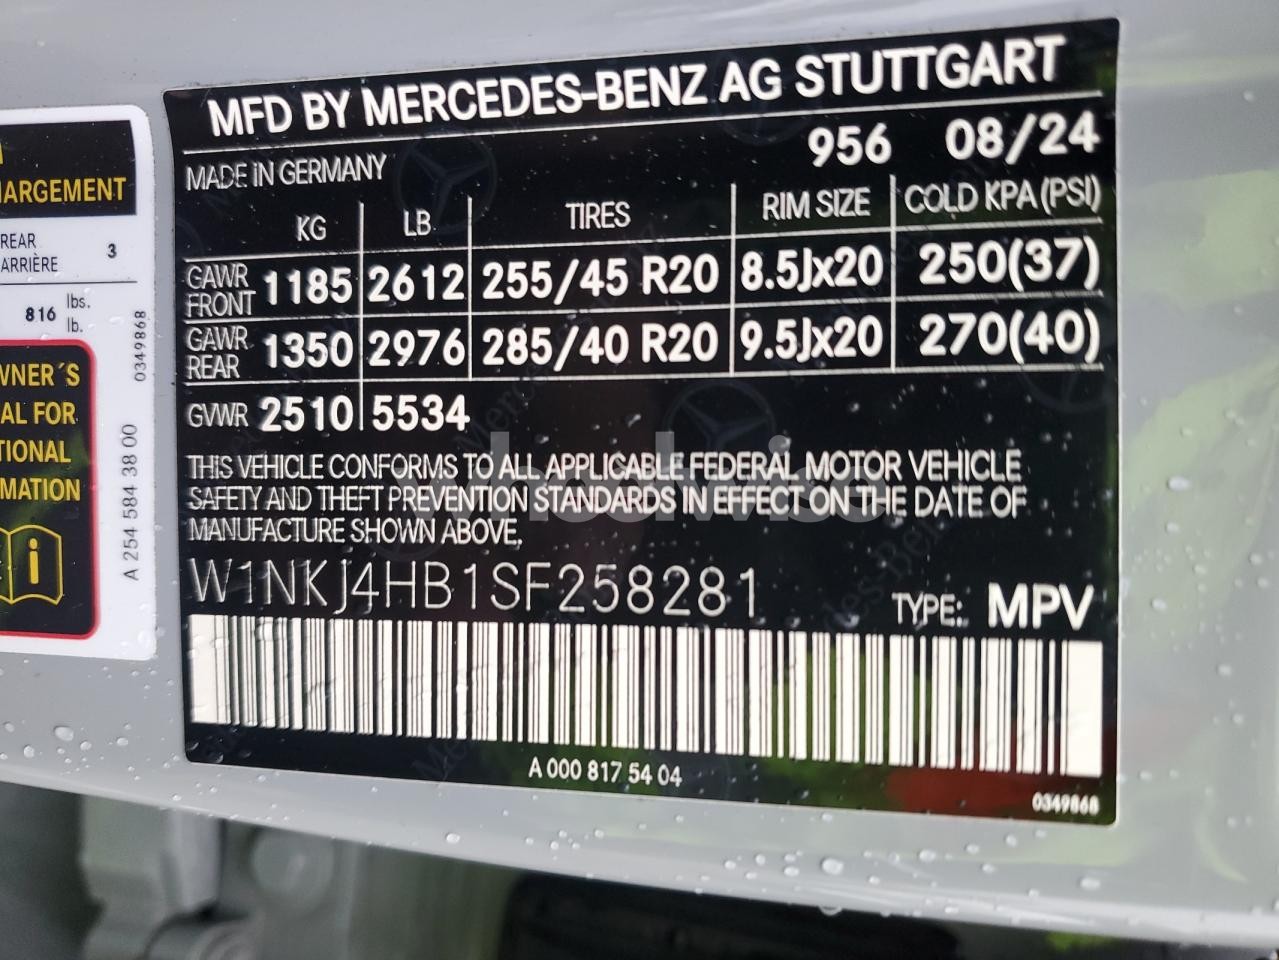 MFD BY MERCEDES-BENZ AG STUTTGART
MADE IN GERMANY 956 08/24
KG LB TIRES RIM SIZE COLD KPA (PSI)
GAWR FRONT 1185 2612 255/45 R20 8.5Jx20 250(37)
GAWR REAR 1350 2976 285/40 R20 9.5Jx20 270(40)
GVWR 2510 5534
THIS VEHICLE CONFORMS TO ALL APPLICABLE FEDERAL MOTOR VEHICLE
SAFETY AND THEFT PREVENTION STANDARDS IN EFFECT ON THE DATE OF
MANUFACTURE SHOWN ABOVE.
W1NKJ4HB1SF258281 TYPE: MPV
A 000 817 54 04
0349868
ARGEMENT
REAR 3
ARRIÈRE
816 lbs.
lb.
0349868
A 254 584 38 00
WNER´S
AL FOR
TIONAL
MATION
i
wheelwise